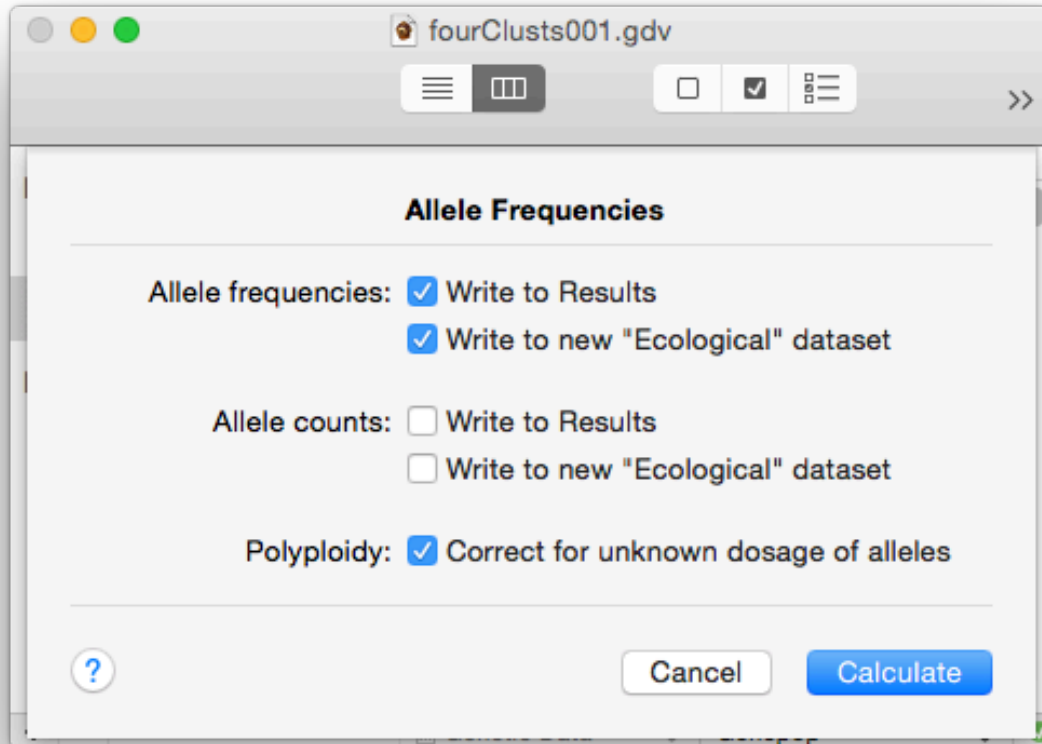 fourClusts001.gdv
Allele Frequencies
Allele frequencies: Write to Results
Write to new "Ecological" dataset
Allele counts: Write to Results
Write to new "Ecological" dataset
Polyploidy: Correct for unknown dosage of alleles
? Cancel Calculate